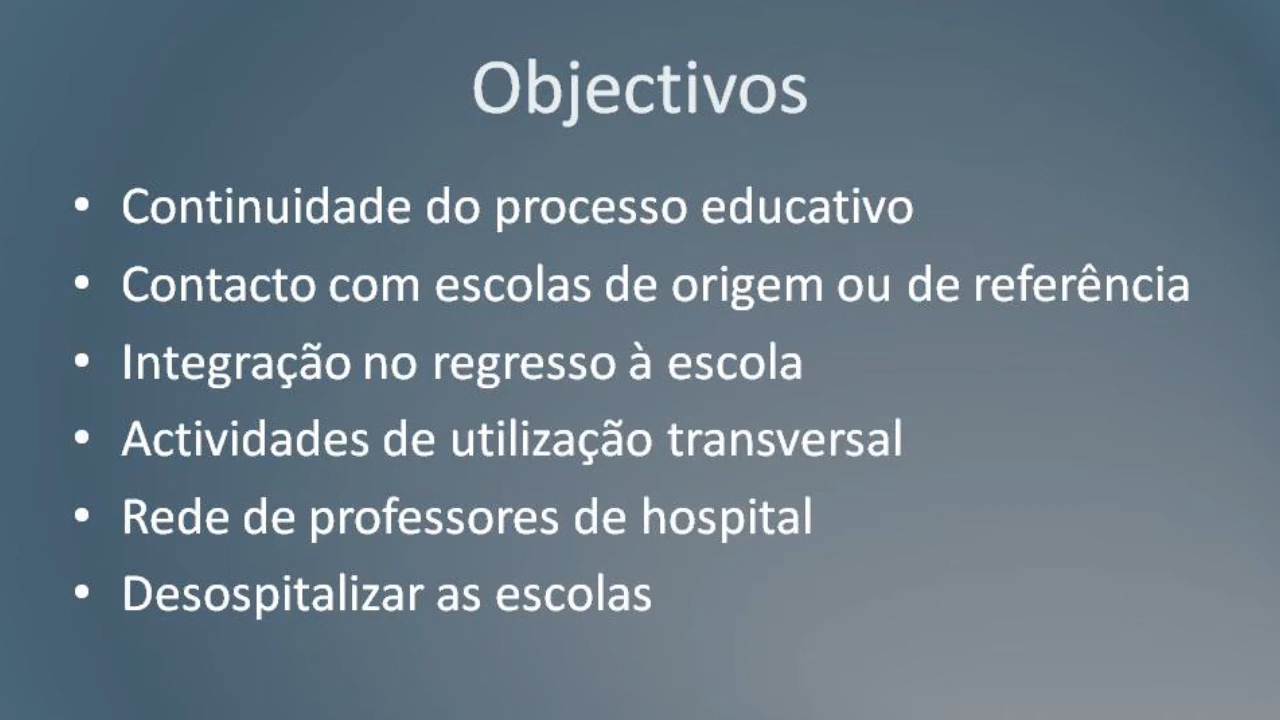 Objectivos
• Continuidade do processo educativo
• Contacto com escolas de origem ou de referência
• Integração no regresso à escola
• Actividades de utilização transversal
• Rede de professores de hospital
• Desospitalizar as escolas